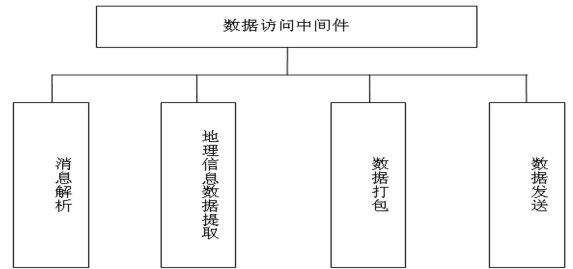 数据访问中间件
消息解析
地理信息数据提取
数据打包
数据发送